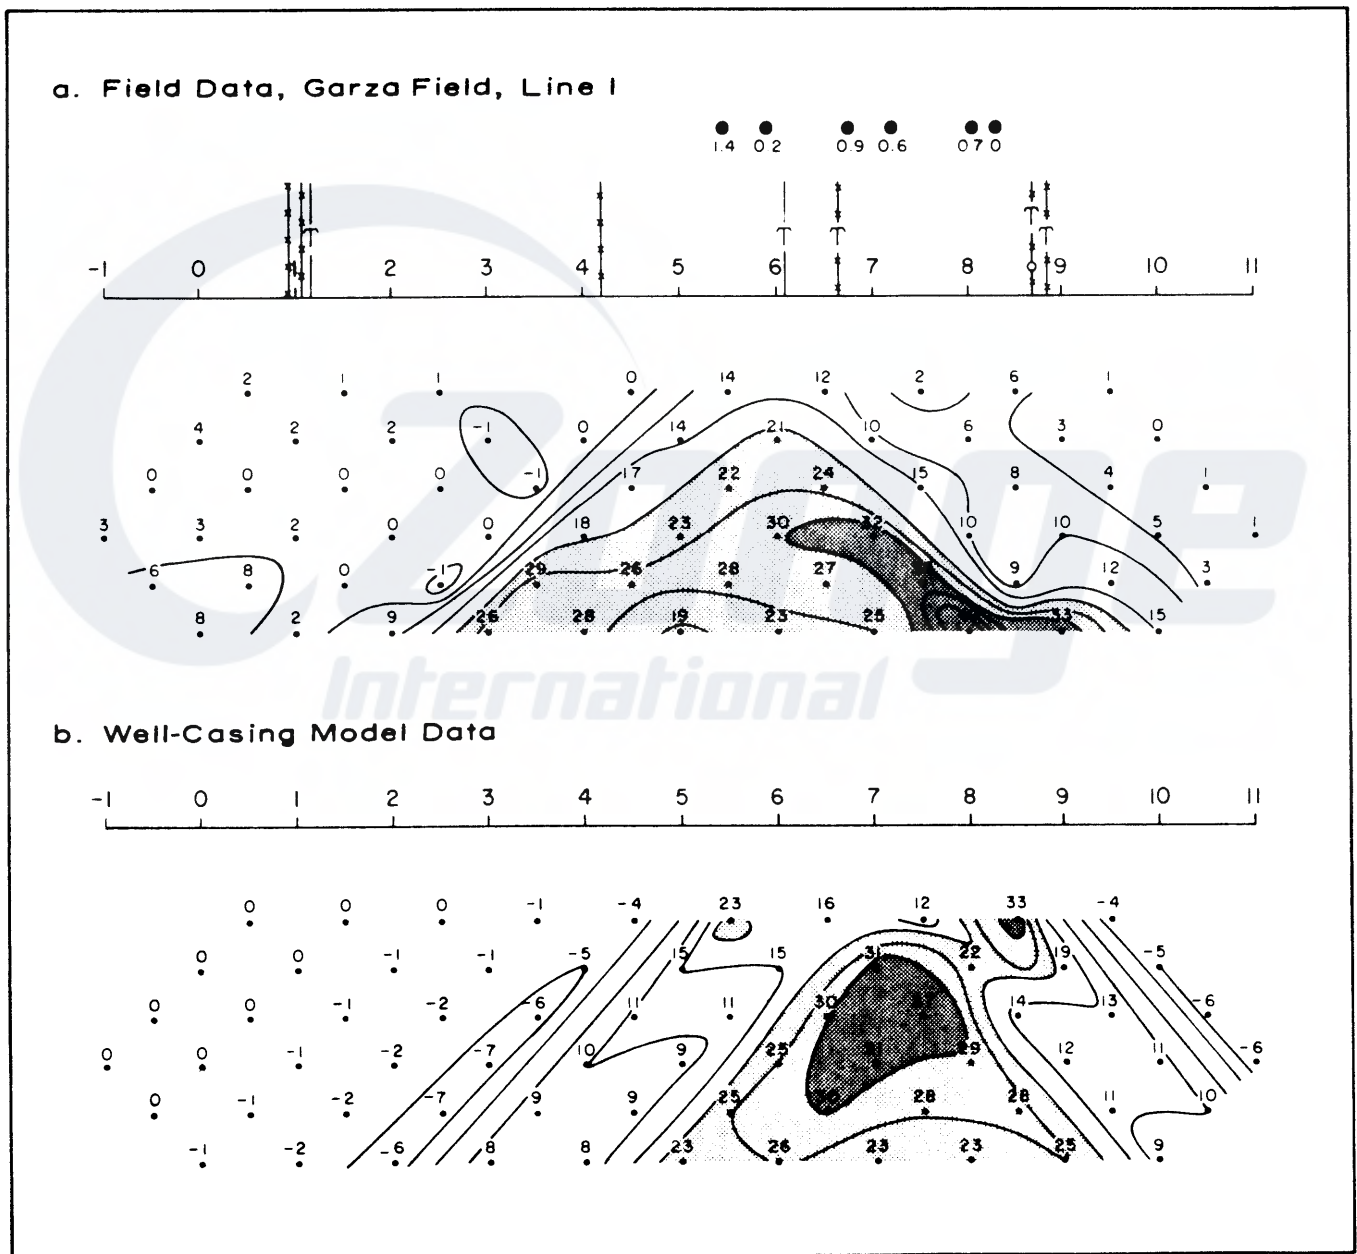 a. Field Data, Garza Field, Line I
1.4 0.2 0.9 0.6 0.7 0
-1 0 1 2 3 4 5 6 7 8 9 10 11
2 1 1 0 14 12 2 6 1
4 2 2 -1 0 14 21 10 6 3 0
0 0 0 0 -1 17 22 24 15 8 4 1
3 3 2 0 0 18 23 30 32 10 10 5 1
6 8 0 -1 29 26 28 27 9 12 3
8 2 9 26 28 19 23 25 33 15
zonge
International
b. Well-Casing Model Data
-1 0 1 2 3 4 5 6 7 8 9 10 11
0 0 0 -1 -4 23 16 12 33 -4
0 0 -1 -1 -5 15 15 31 22 19 -5
0 0 -1 -2 -6 11 11 30 14 13 -6
0 0 -1 -2 -7 10 9 25 31 29 12 11 -6
0 -1 -2 -7 9 9 25 30 28 28 11 10
-1 -2 -6 8 8 23 26 23 23 25 9